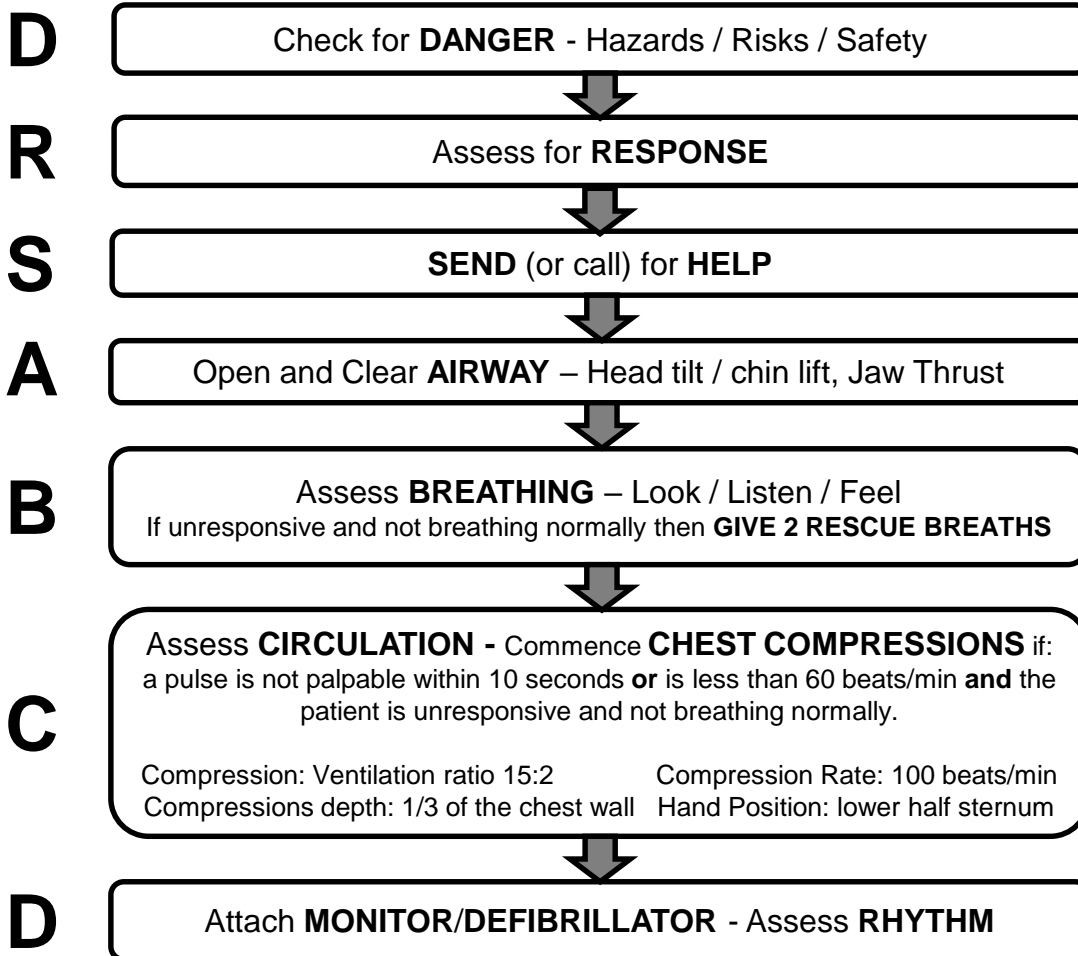 D
Check for DANGER - Hazards / Risks / Safety
R
Assess for RESPONSE
S
SEND (or call) for HELP
A
Open and Clear AIRWAY – Head tilt / chin lift, Jaw Thrust
B
Assess BREATHING – Look / Listen / Feel
If unresponsive and not breathing normally then GIVE 2 RESCUE BREATHS
C
Assess CIRCULATION - Commence CHEST COMPRESSIONS if:
a pulse is not palpable within 10 seconds or is less than 60 beats/min and the
patient is unresponsive and not breathing normally.
Compression: Ventilation ratio 15:2 Compression Rate: 100 beats/min
Compressions depth: 1/3 of the chest wall Hand Position: lower half sternum
D
Attach MONITOR/DEFIBRILLATOR - Assess RHYTHM